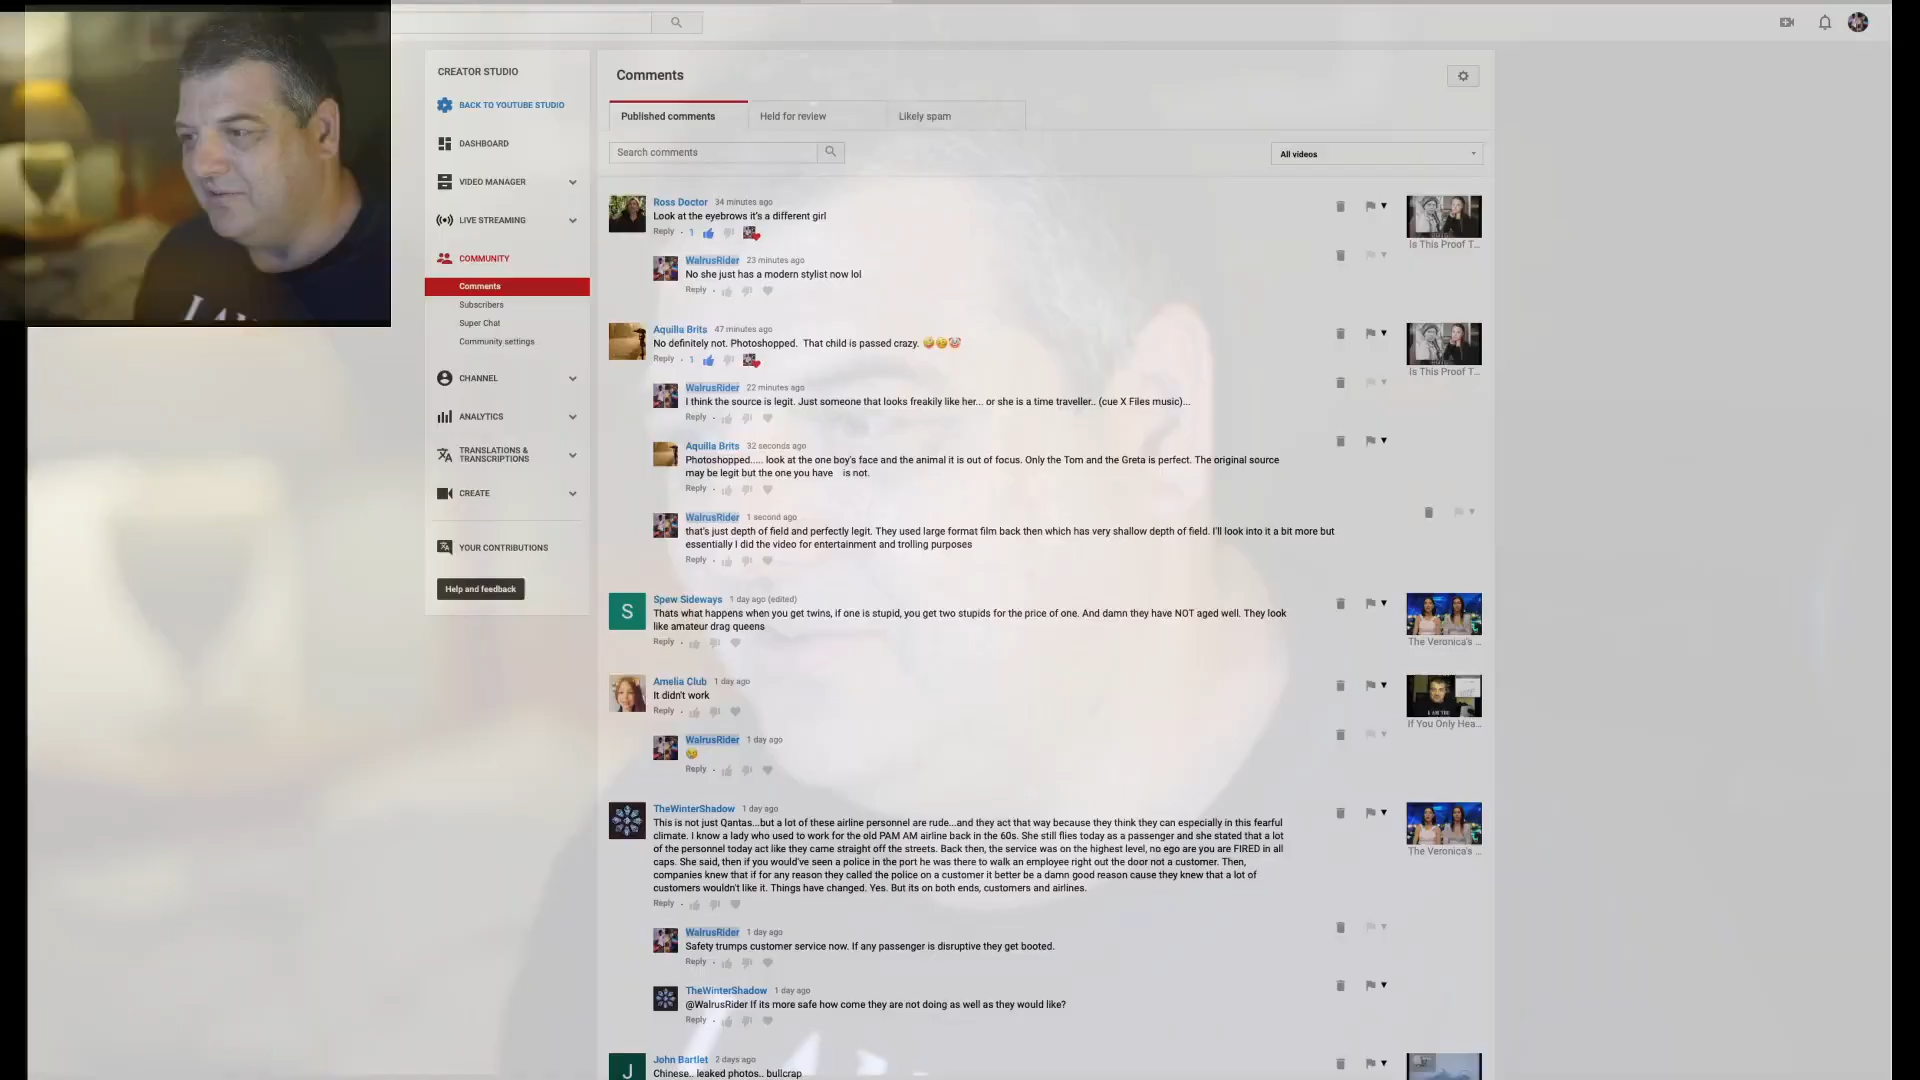 CREATOR STUDIO
BACK TO YOUTUBE STUDIO
DASHBOARD
VIDEO MANAGER
LIVE STREAMING
COMMUNITY
Comments
Subscribers
Super Chat
Community settings
CHANNEL
ANALYTICS
TRANSLATIONS &
TRANSCRIPTIONS
CREATE
YOUR CONTRIBUTIONS
Help and feedback
Comments
Published comments
Held for review
Likely spam
Search comments
All videos
Ross Doctor 34 minutes ago
Look at the eyebrows it's a different girl
Reply · 1
Is This Proof T...
WalrusRider 23 minutes ago
No she just has a modern stylist now lol
Reply ·
Aquilla Brits 47 minutes ago
No definitely not. Photoshopped. That child is passed crazy. 🤣🥴🤡
Reply · 1
Is This Proof T...
WalrusRider 22 minutes ago
I think the source is legit. Just someone that looks freakily like her... or she is a time traveller.. (cue X Files music)...
Reply ·
Aquilla Brits 32 seconds ago
Photoshopped..... look at the one boy's face and the animal it is out of focus. Only the Tom and the Greta is perfect. The original source
may be legit but the one you have is not.
Reply ·
WalrusRider 1 second ago
that's just depth of field and perfectly legit. They used large format film back then which has very shallow depth of field. I'll look into it a bit more but
essentially I did the video for entertainment and trolling purposes
Reply ·
S
Spew Sideways 1 day ago (edited)
Thats what happens when you get twins, if one is stupid, you get two stupids for the price of one. And damn they have NOT aged well. They look
like amateur drag queens
Reply ·
The Veronica's ...
Amelia Club 1 day ago
It didn't work
Reply ·
I AM THE
If You Only Hea...
WalrusRider 1 day ago
😢
Reply ·
TheWinterShadow 1 day ago
This is not just Qantas...but a lot of these airline personnel are rude...and they act that way because they think they can especially in this fearful
climate. I know a lady who used to work for the old PAM AM airline back in the 60s. She still flies today as a passenger and she stated that a lot
of the personnel today act like they came straight off the streets. Back then, the service was on the highest level, no ego are you are FIRED in all
caps. She said, then if you would've seen a police in the port he was there to walk an employee right out the door not a customer. Then,
companies knew that if for any reason they called the police on a customer it better be a damn good reason cause they knew that a lot of
customers wouldn't like it. Things have changed. Yes. But its on both ends, customers and airlines.
Reply ·
The Veronica's ...
WalrusRider 1 day ago
Safety trumps customer service now. If any passenger is disruptive they get booted.
Reply ·
TheWinterShadow 1 day ago
@WalrusRider If its more safe how come they are not doing as well as they would like?
Reply ·
J
John Bartlet 2 days ago
Chinese.. leaked photos.. bullcrap